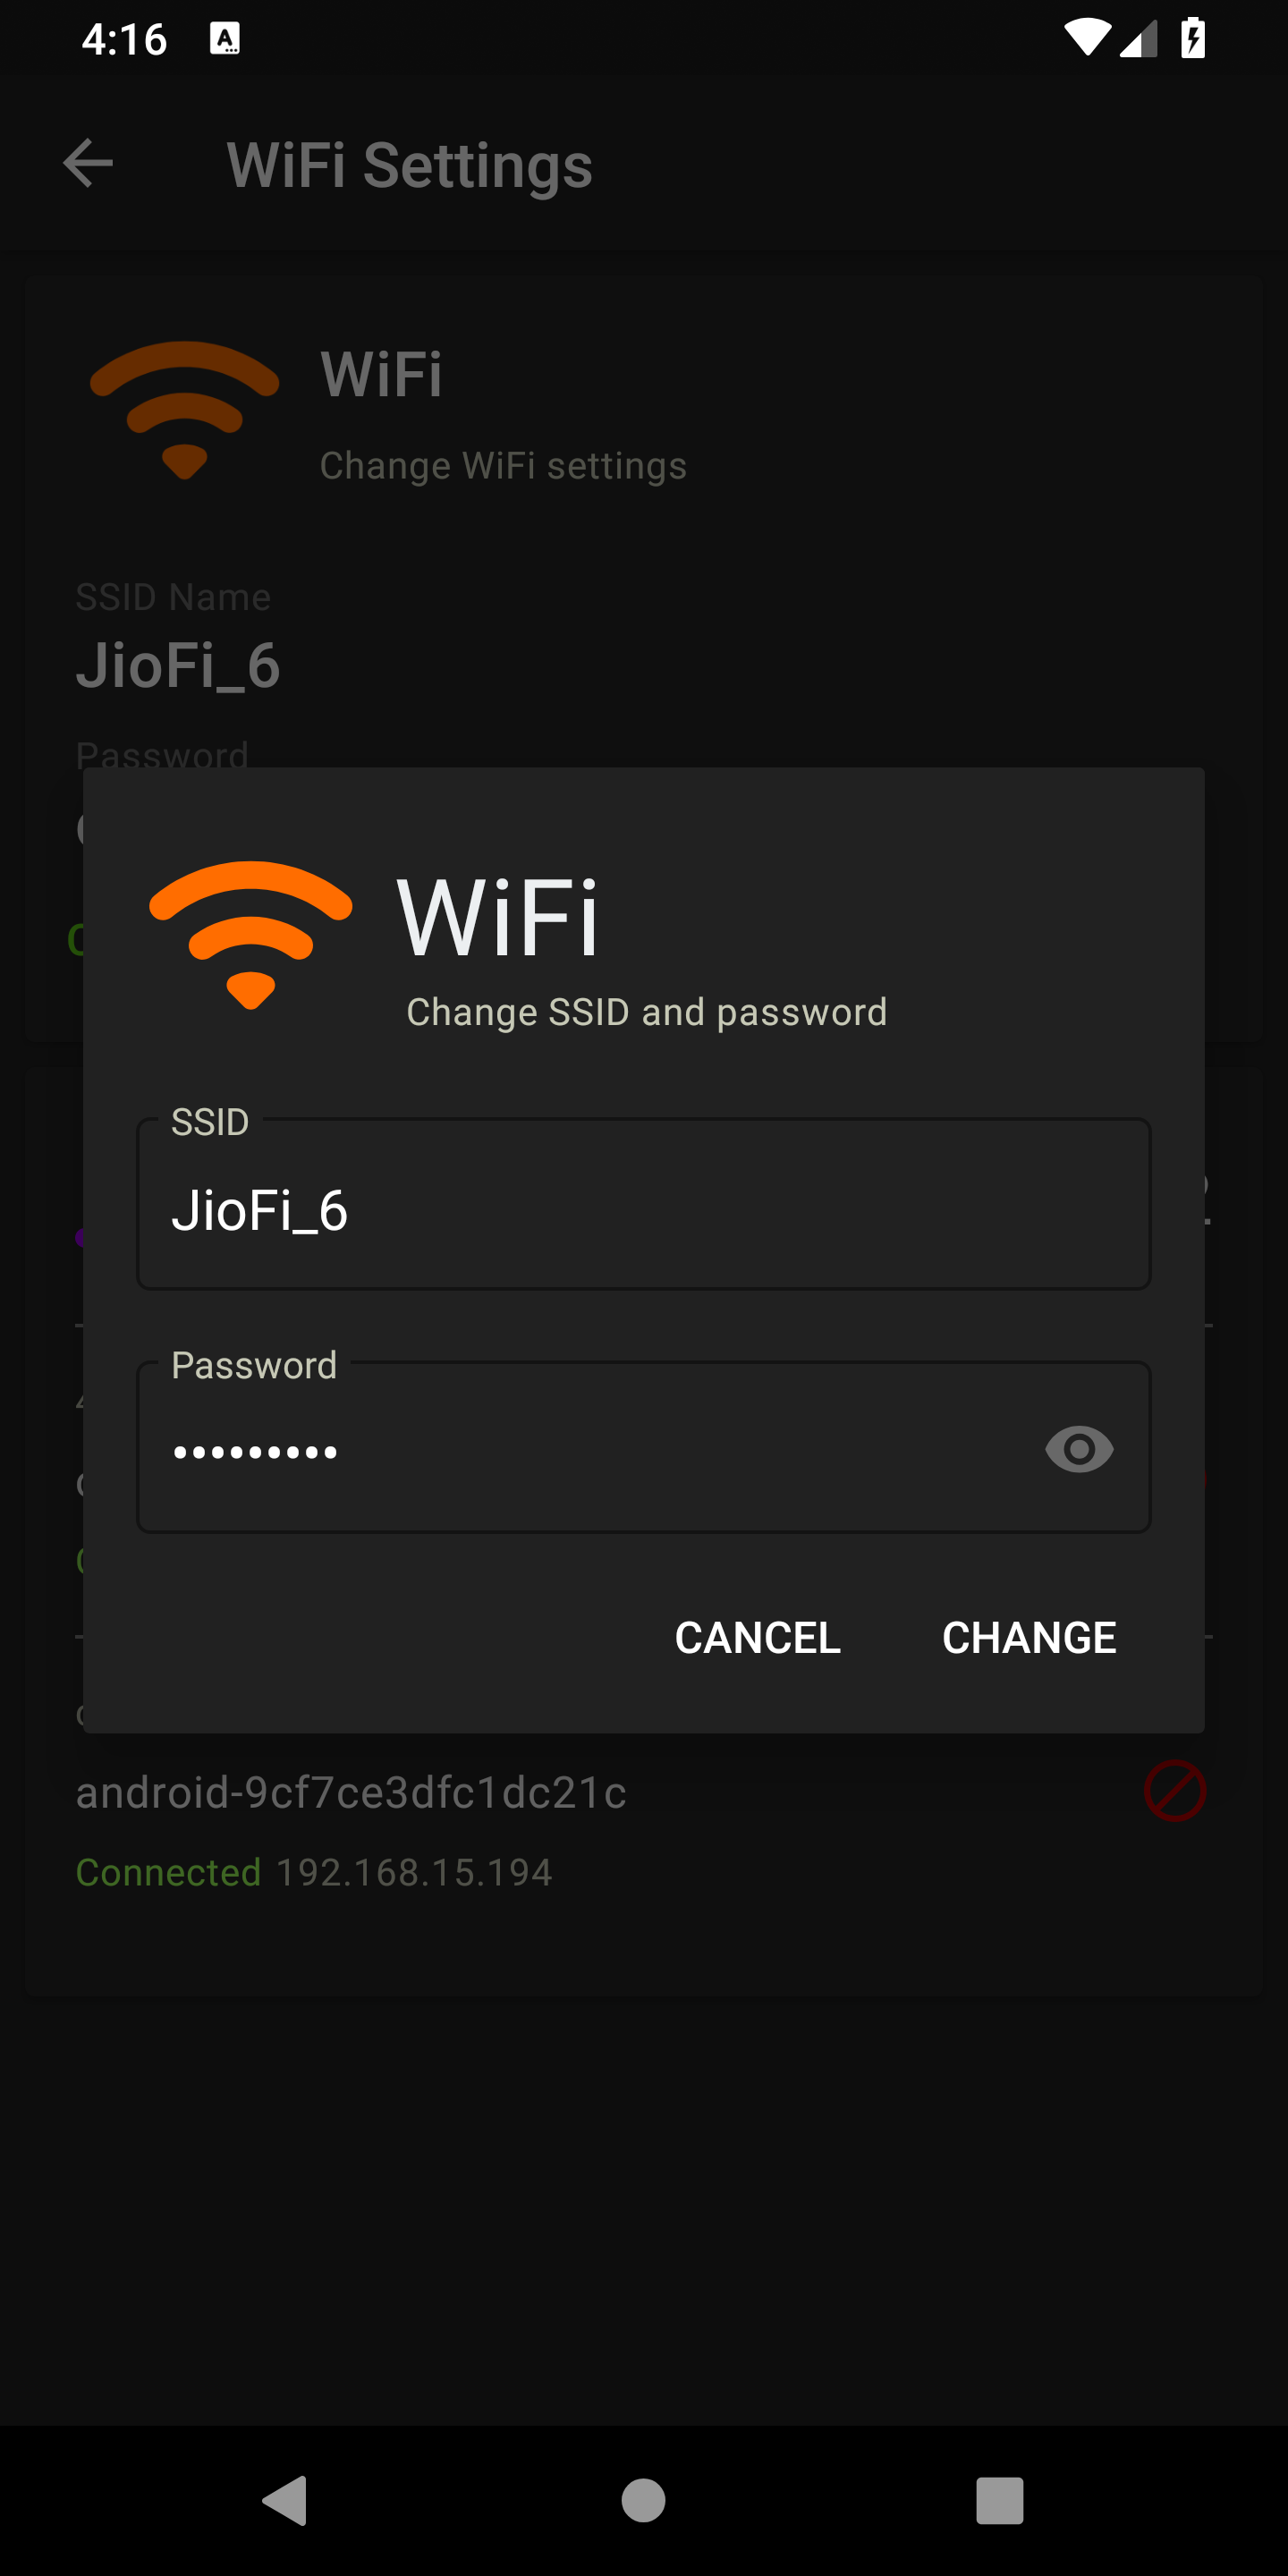 4:16
WiFi Settings
WiFi
Change WiFi settings
SSID Name
JioFi_6
Password
WiFi
Change SSID and password
SSID
JioFi_6
Password
•••••••••
CANCEL
CHANGE
android-9cf7ce3dfc1dc21c
Connected 192.168.15.194